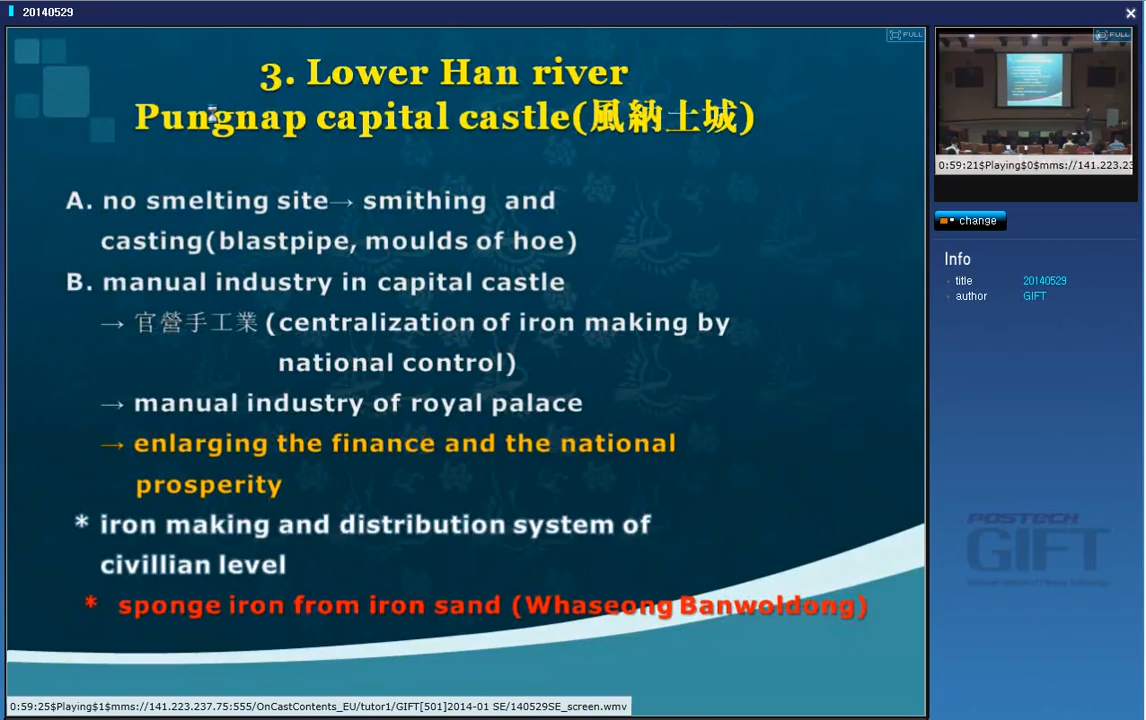 20140529
FULL
3. Lower Han river
Pungnap capital castle(風納土城)
A. no smelting site→ smithing and
casting(blastpipe, moulds of hoe)
B. manual industry in capital castle
→ 官營手工業 (centralization of iron making by
national control)
→ manual industry of royal palace
→ enlarging the finance and the national
prosperity
* iron making and distribution system of
civillian level
* sponge iron from iron sand (Whaseong Banwoldong)
0:59:25$Playing$1$mms://141.223.237.75:555/OnCastContents_EU/tutor1/GIFT[501]2014-01 SE/140529SE_screen.wmv
FULL
0:59:21$Playing$0$mms://141.223.23
change
Info
title 20140529
author GIFT
POSTECH
GIFT